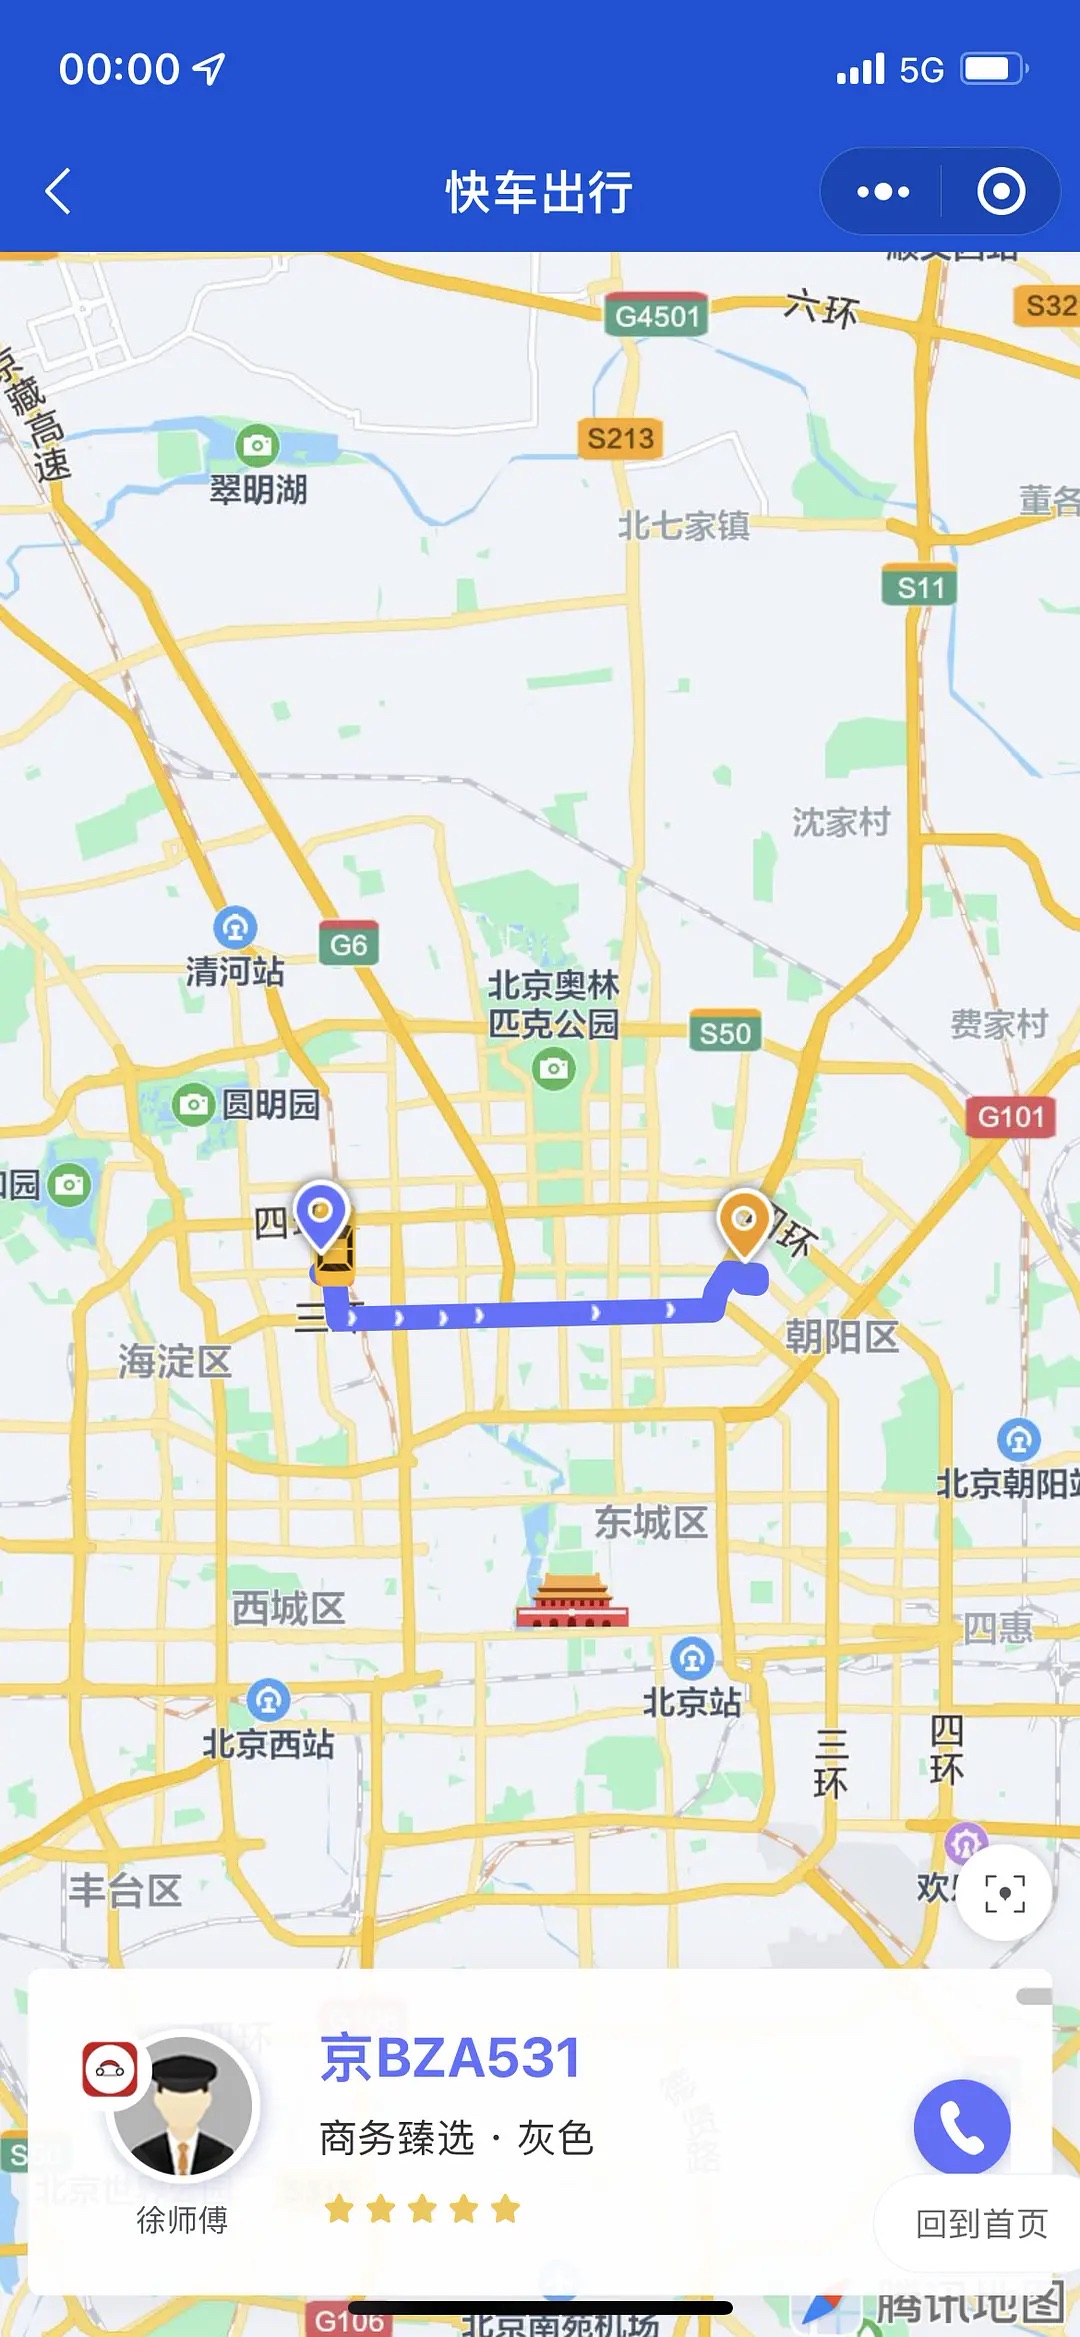 00:00
5G
快车出行
G4501
六环
S32
京藏高速
S213
翠明湖
北七家镇
董各
S11
沈家村
G6
清河站
北京奥林
匹克公园
S50
费家村
圆明园
G101
园
四
四环
三环
朝阳区
海淀区
北京朝阳站
东城区
西城区
四惠
北京站
北京西站
三环
四环
丰台区
欢
京BZA531
商务臻选 · 灰色
徐师傅
回到首页
腾讯地图
G106
北京南苑机场